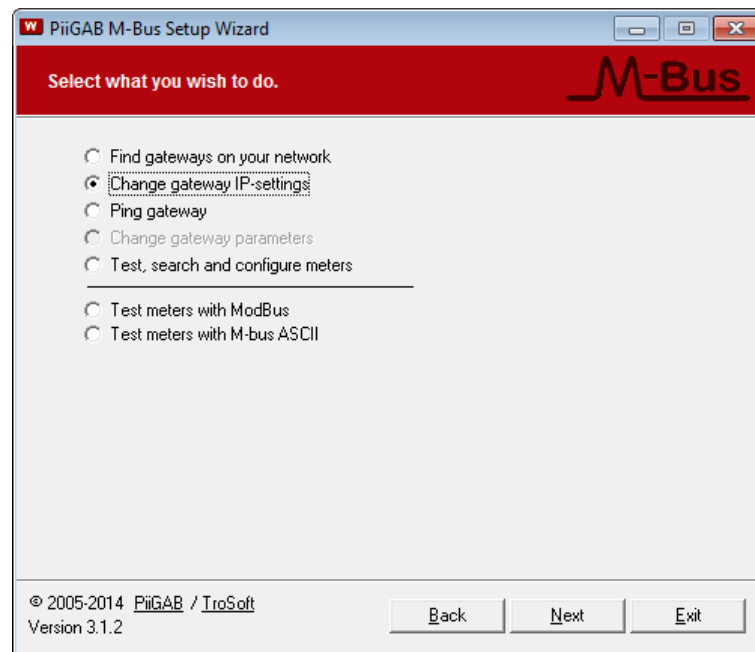 W PiiGAB M-Bus Setup Wizard
Select what you wish to do.
M-Bus
Find gateways on your network
Change gateway IP-settings
Ping gateway
Change gateway parameters
Test, search and configure meters
Test meters with ModBus
Test meters with M-bus ASCII
© 2005-2014 PiiGAB / TroSoft
Version 3.1.2
Back Next Exit